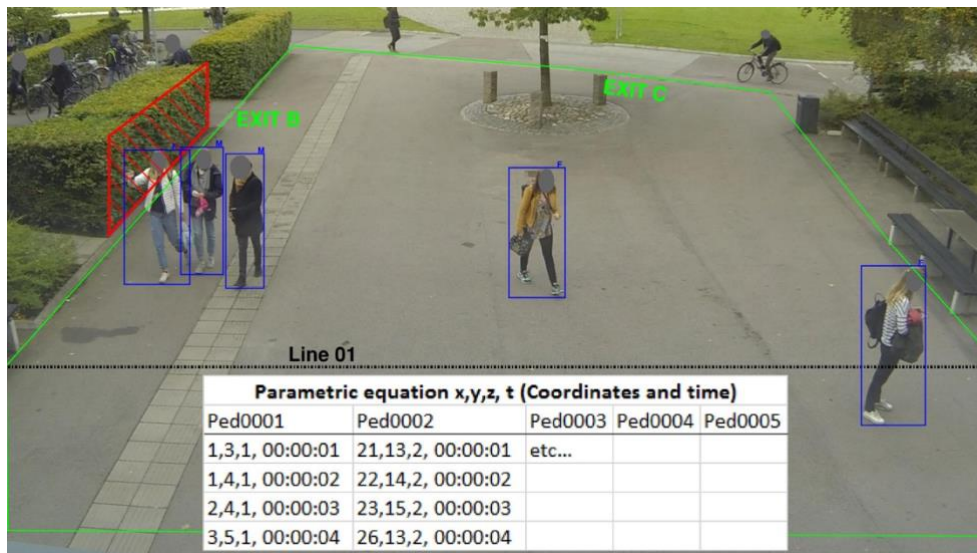 EXIT B
EXIT C
F
M
M
F
F
Line 01
Parametric equation x,y,z, t (Coordinates and time)
Ped0001 Ped0002 Ped0003 Ped0004 Ped0005
1,3,1, 00:00:01 21,13,2, 00:00:01 etc...
1,4,1, 00:00:02 22,14,2, 00:00:02
2,4,1, 00:00:03 23,15,2, 00:00:03
3,5,1, 00:00:04 26,13,2, 00:00:04